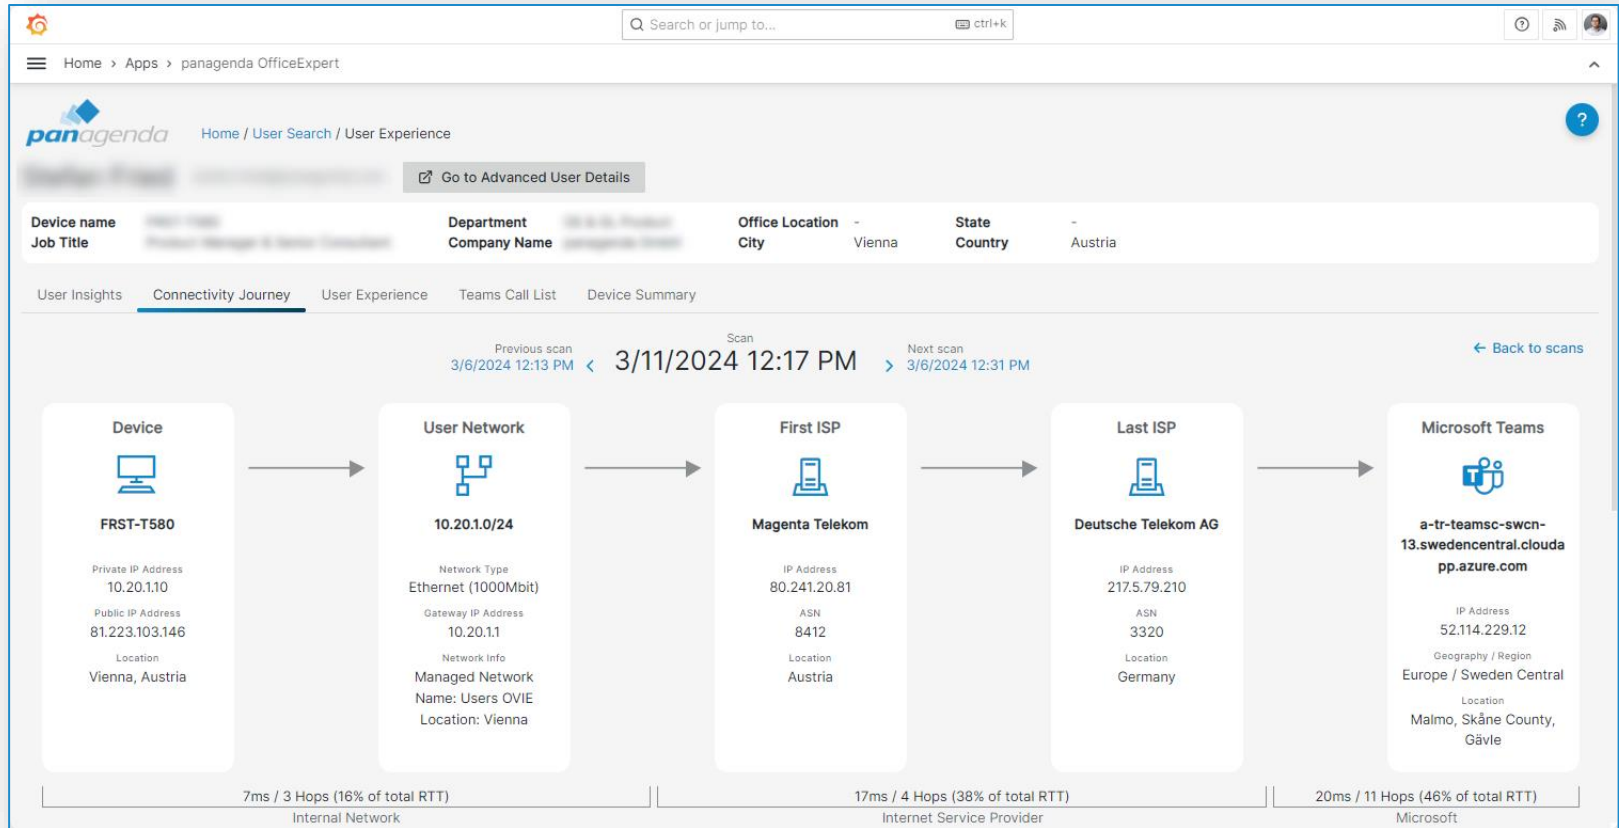 Search or jump to...
ctrl+k
Home › Apps › panagenda OfficeExpert
panagenda
Home / User Search / User Experience
?
Go to Advanced User Details
Device name
Department
Office Location -
State -
Job Title
Company Name
City Vienna
Country Austria
User Insights
Connectivity Journey
User Experience
Teams Call List
Device Summary
Previous scan
3/6/2024 12:13 PM
Scan
3/11/2024 12:17 PM
Next scan
3/6/2024 12:31 PM
← Back to scans
Device
FRST-T580
Private IP Address
10.20.1.10
Public IP Address
81.223.103.146
Location
Vienna, Austria
User Network
10.20.1.0/24
Network Type
Ethernet (1000Mbit)
Gateway IP Address
10.20.1.1
Network Info
Managed Network
Name: Users OVIE
Location: Vienna
First ISP
Magenta Telekom
IP Address
80.241.20.81
ASN
8412
Location
Austria
Last ISP
Deutsche Telekom AG
IP Address
217.5.79.210
ASN
3320
Location
Germany
Microsoft Teams
T
a-tr-teamsc-swcn-
13.swedencentral.clouda
pp.azure.com
IP Address
52.114.229.12
Geography / Region
Europe / Sweden Central
Location
Malmo, Skåne County,
Gävle
7ms / 3 Hops (16% of total RTT)
Internal Network
17ms / 4 Hops (38% of total RTT)
Internet Service Provider
20ms / 11 Hops (46% of total RTT)
Microsoft